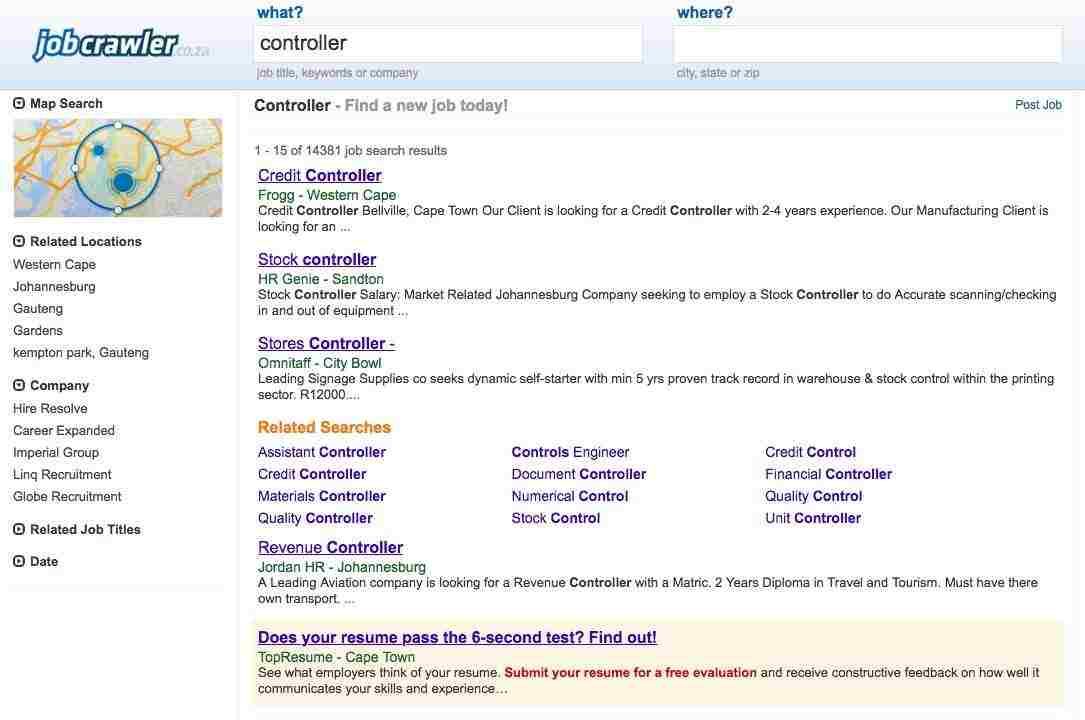 what?
where?
jobcrawler.co.za
controller
job title, keywords or company
city, state or zip
Map Search
Related Locations
Western Cape
Johannesburg
Gauteng
Gardens
kempton park, Gauteng
Company
Hire Resolve
Career Expanded
Imperial Group
Linq Recruitment
Globe Recruitment
Related Job Titles
Date
Controller - Find a new job today!
Post Job
1 - 15 of 14381 job search results
Credit Controller
Frogg - Western Cape
Credit Controller Bellville, Cape Town Our Client is looking for a Credit Controller with 2-4 years experience. Our Manufacturing Client is
looking for an ...
Stock controller
HR Genie - Sandton
Stock Controller Salary: Market Related Johannesburg Company seeking to employ a Stock Controller to do Accurate scanning/checking
in and out of equipment ...
Stores Controller -
Omnitaff - City Bowl
Leading Signage Supplies co seeks dynamic self-starter with min 5 yrs proven track record in warehouse & stock control within the printing
sector. R12000....
Related Searches
Assistant Controller Controls Engineer Credit Control
Credit Controller Document Controller Financial Controller
Materials Controller Numerical Control Quality Control
Quality Controller Stock Control Unit Controller
Revenue Controller
Jordan HR - Johannesburg
A Leading Aviation company is looking for a Revenue Controller with a Matric. 2 Years Diploma in Travel and Tourism. Must have there
own transport. ...
Does your resume pass the 6-second test? Find out!
TopResume - Cape Town
See what employers think of your resume. Submit your resume for a free evaluation and receive constructive feedback on how well it
communicates your skills and experience…